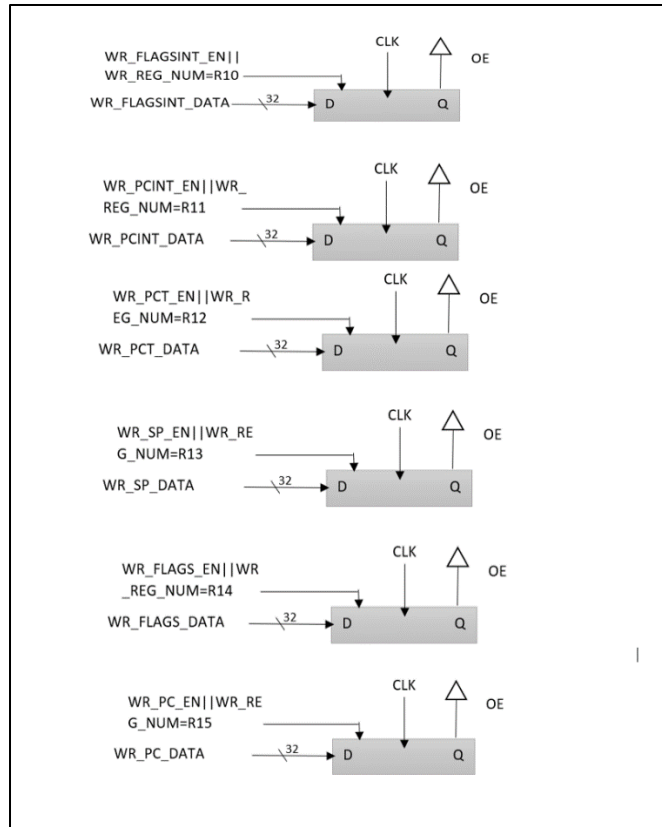 CLK
OE
WR_FLAGSINT_EN||
WR_REG_NUM=R10
WR_FLAGSINT_DATA
32
D
Q
CLK
OE
WR_PCINT_EN||WR_
REG_NUM=R11
WR_PCINT_DATA
32
D
Q
CLK
OE
WR_PCT_EN||WR_R
EG_NUM=R12
WR_PCT_DATA
32
D
Q
CLK
OE
WR_SP_EN||WR_RE
G_NUM=R13
WR_SP_DATA
32
D
Q
CLK
OE
WR_FLAGS_EN||WR
_REG_NUM=R14
WR_FLAGS_DATA
32
D
Q
CLK
OE
WR_PC_EN||WR_RE
G_NUM=R15
WR_PC_DATA
32
D
Q